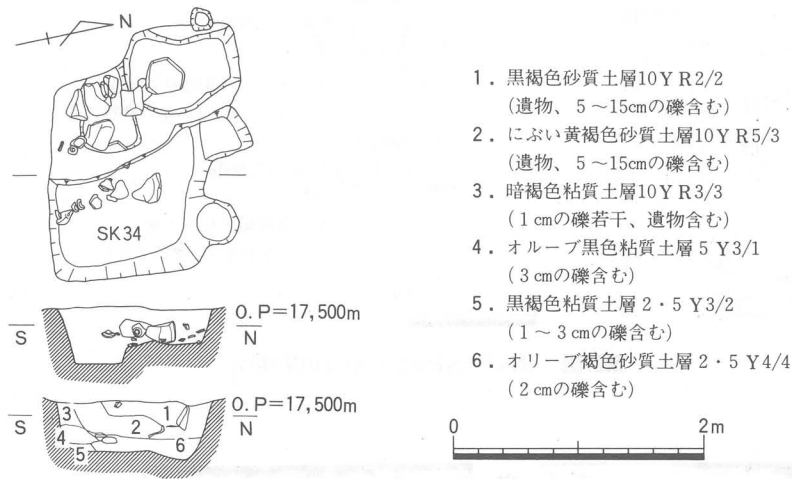 N
SK34
O.P=17,500m
S
N
O.P=17,500m
S
N
3
1
2
4
6
5
1. 黒褐色砂質土層10YR2/2
(遺物、5~15cmの礫含む)
2. にぶい黄褐色砂質土層10YR5/3
(遺物、5~15cmの礫含む)
3. 暗褐色粘質土層10YR3/3
(1cmの礫若干、遺物含む)
4. オルーブ黒色粘質土層5Y3/1
(3cmの礫含む)
5. 黒褐色粘質土層2・5Y3/2
(1~3cmの礫含む)
6. オリーブ褐色砂質土層2・5Y4/4
(2cmの礫含む)
0 2m